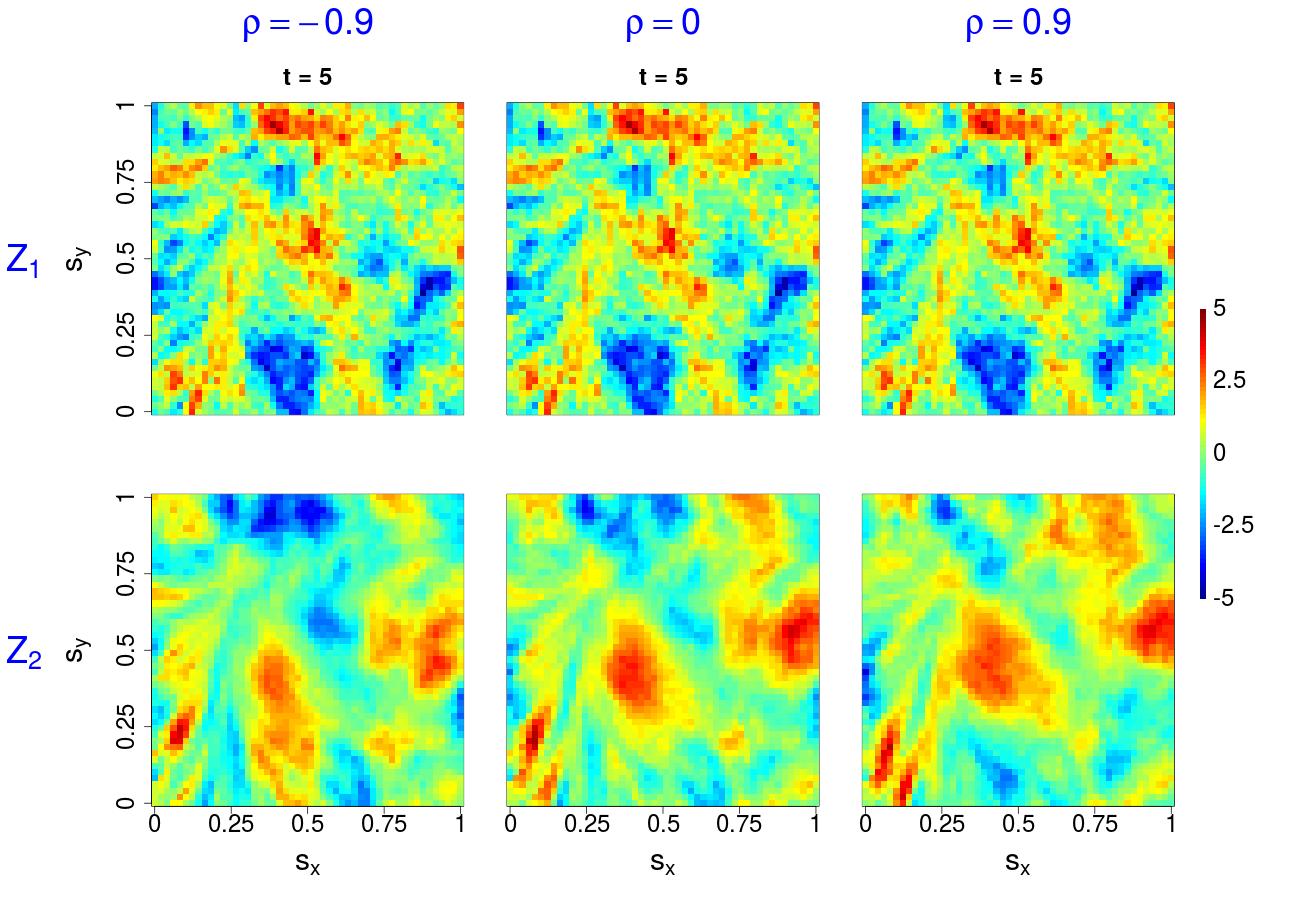 ρ = − 0.9 ρ = 0 ρ = 0.9
t = 5 t = 5 t = 5
Z1 sy 0 0.25 0.5 0.75 1
5
2.5
0
-2.5
-5
Z2 sy 0 0.25 0.5 0.75 1
0 0.25 0.5 0.75 1 0 0.25 0.5 0.75 1 0 0.25 0.5 0.75 1
sx sx sx